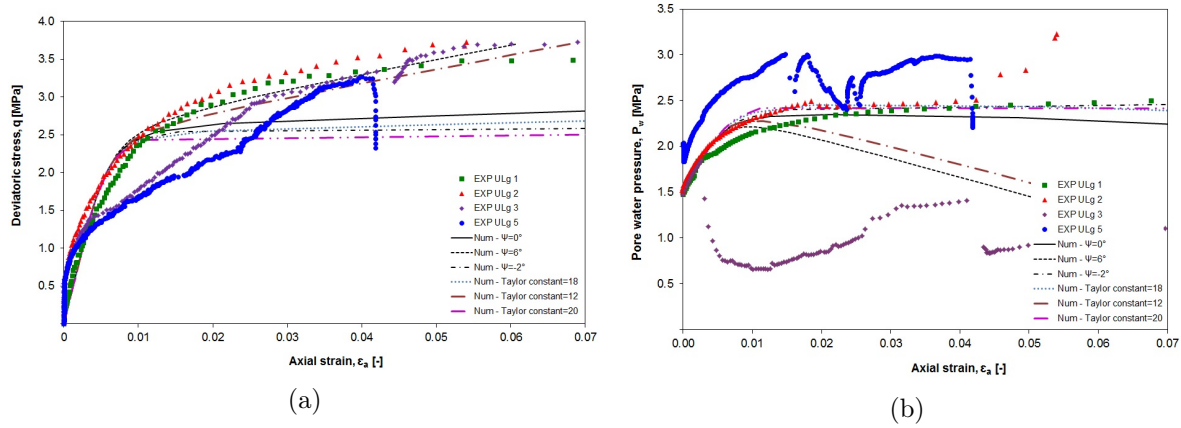 4.0
3.5
3.0
2.5
2.0
1.5
1.0
0.5
Deviatoric stress, q [MPa]
0
0.01
0.02
0.03
0.04
0.05
0.06
0.07
Axial strain, εa [-]
EXP ULg 1
EXP ULg 2
EXP ULg 3
EXP ULg 5
Num - Ψ=0°
Num - Ψ=6°
Num - Ψ=-2°
Num - Taylor constant=18
Num - Taylor constant=12
Num - Taylor constant=20
(a)
3.5
3.0
2.5
2.0
1.5
1.0
0.5
Pore water pressure, Pw [MPa]
0.00
0.01
0.02
0.03
0.04
0.05
0.06
0.07
Axial strain, εa [-]
EXP ULg 1
EXP ULg 2
EXP ULg 3
EXP ULg 5
Num - Ψ=0°
Num - Ψ=6°
Num - Ψ=-2°
Num - Taylor constant=18
Num - Taylor constant=12
Num - Taylor constant=20
(b)